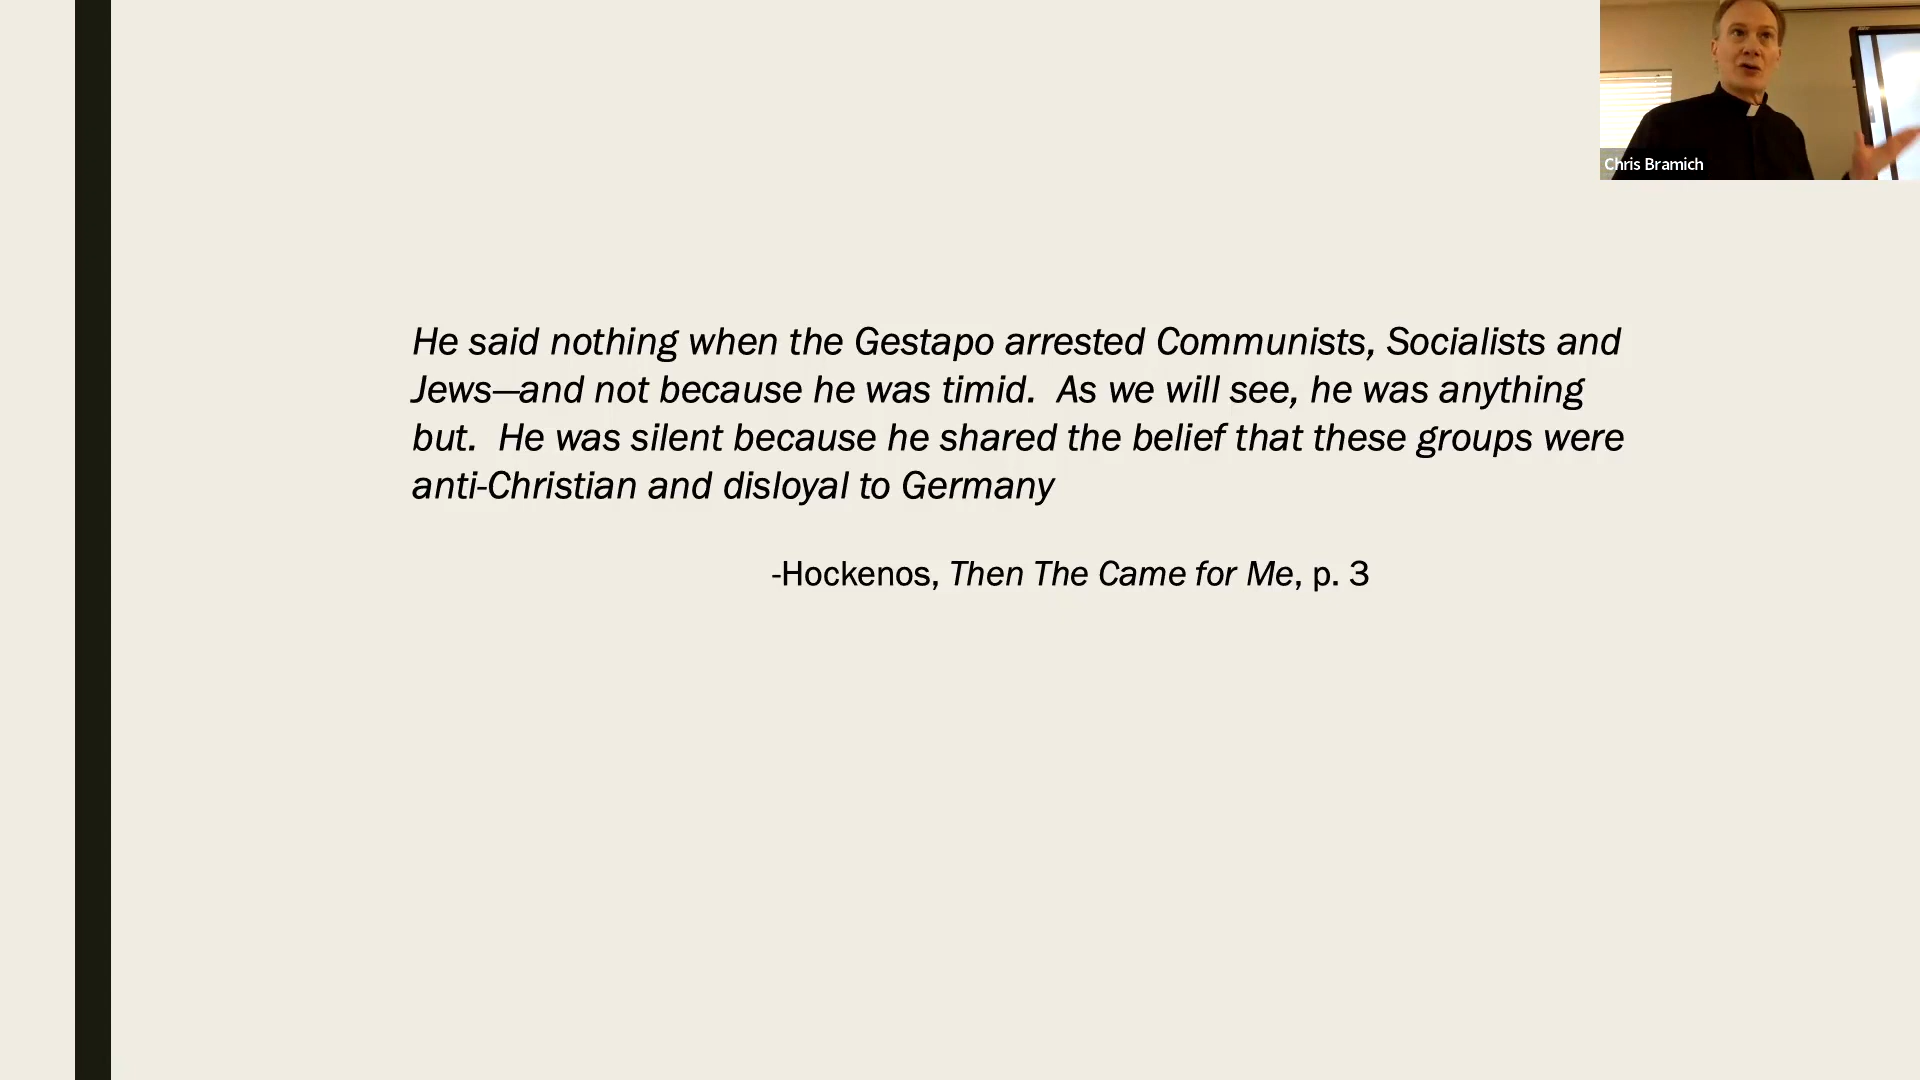 He said nothing when the Gestapo arrested Communists, Socialists and
Jews—and not because he was timid.  As we will see, he was anything
but.  He was silent because he shared the belief that these groups were
anti-Christian and disloyal to Germany
-Hockenos, Then The Came for Me, p. 3
Chris Bramich